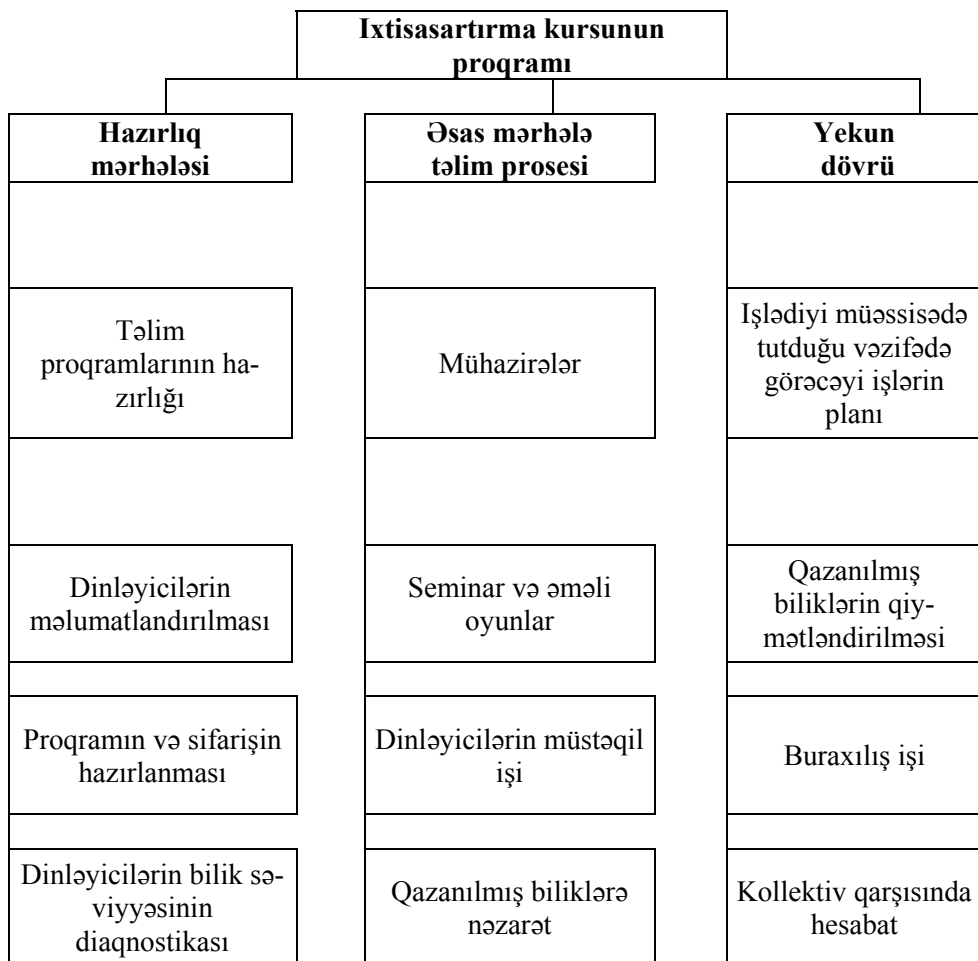 Ixtisasartırma kursunun
proqramı
Hazırlıq
mərhələsi
Əsas mərhələ
təlim prosesi
Yekun
dövrü
Təlim
proqramlarının ha-
zırlığı
Mühazirələr
Işlədiyi müəssisədə
tutduğu vəzifədə
görəcəyi işlərin
planı
Dinləyicilərin
məlumatlandırılması
Seminar və əməli
oyunlar
Qazanılmış
biliklərin qiy-
mətləndirilməsi
Proqramın və sifarişin
hazırlanması
Dinləyicilərin müstəqil
işi
Buraxılış işi
Dinləyicilərin bilik sə-
viyyəsinin
diaqnostikası
Qazanılmış biliklərə
nəzarət
Kollektiv qarşısında
hesabat